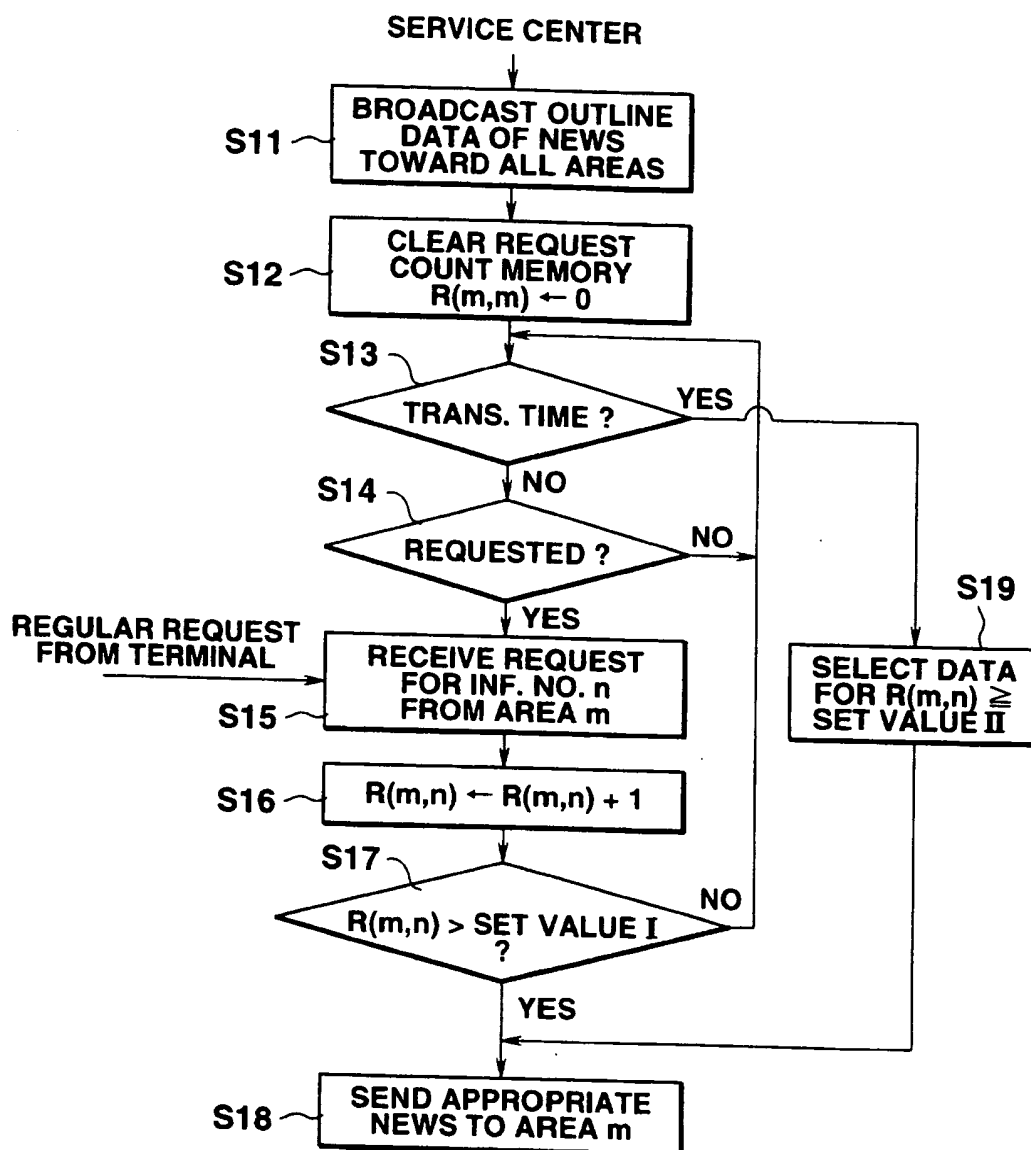 SERVICE CENTER
S11
BROADCAST OUTLINE
DATA OF NEWS
TOWARD ALL AREAS
S12
CLEAR REQUEST
COUNT MEMORY
R(m,m) ← 0
S13
TRANS. TIME ?
YES
NO
S14
REQUESTED ?
NO
YES
REGULAR REQUEST
FROM TERMINAL
S15
RECEIVE REQUEST
FOR INF. NO. n
FROM AREA m
S19
SELECT DATA
FOR R(m,n) ≧
SET VALUE II
S16
R(m,n) ← R(m,n) + 1
S17
R(m,n) > SET VALUE I
?
NO
YES
S18
SEND APPROPRIATE
NEWS TO AREA m